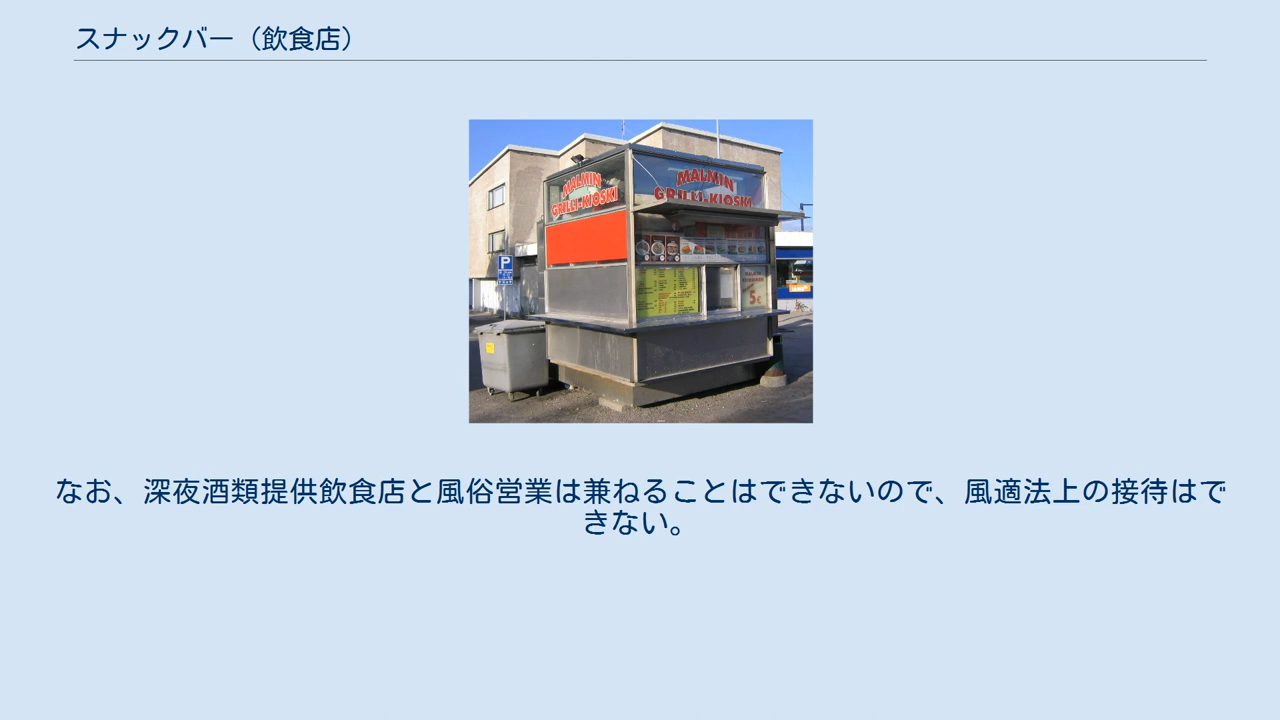 スナックバー（飲食店）
MALMIN
GRILLI-KIOSKI
MALMIN
GRILLI-KIOSKI
P
5€
なお、深夜酒類提供飲食店と風俗営業は兼ねることはできないので、風適法上の接待はで
きない。